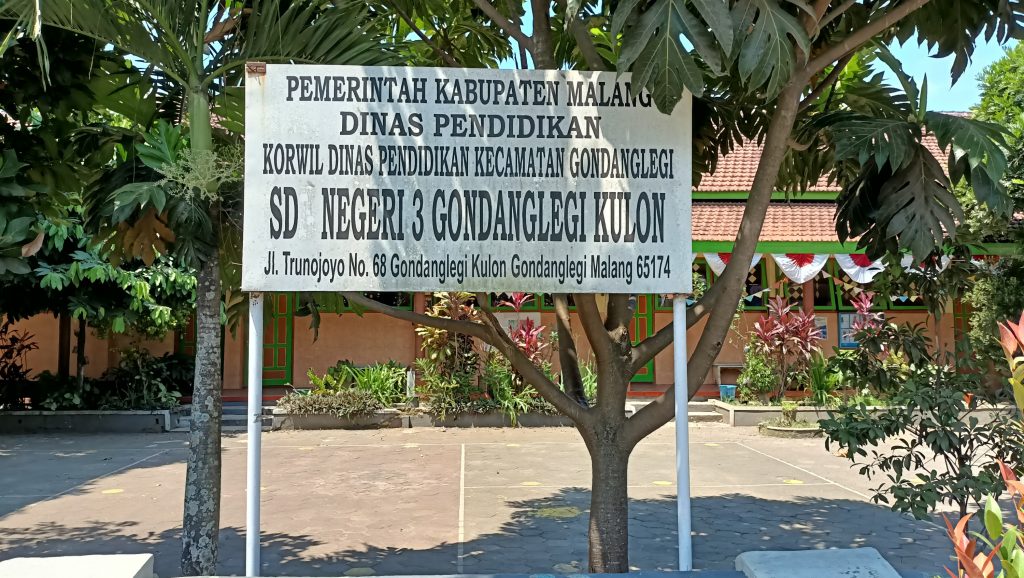 PEMERINTAH KABUPATEN MALANG
DINAS PENDIDIKAN
KORWIL DINAS PENDIDIKAN KECAMATAN GONDANGLEGI
SD NEGERI 3 GONDANGLEGI KULON
Jl. Trunojoyo No. 68 Gondanglegi Kulon Gondanglegi Malang 65174